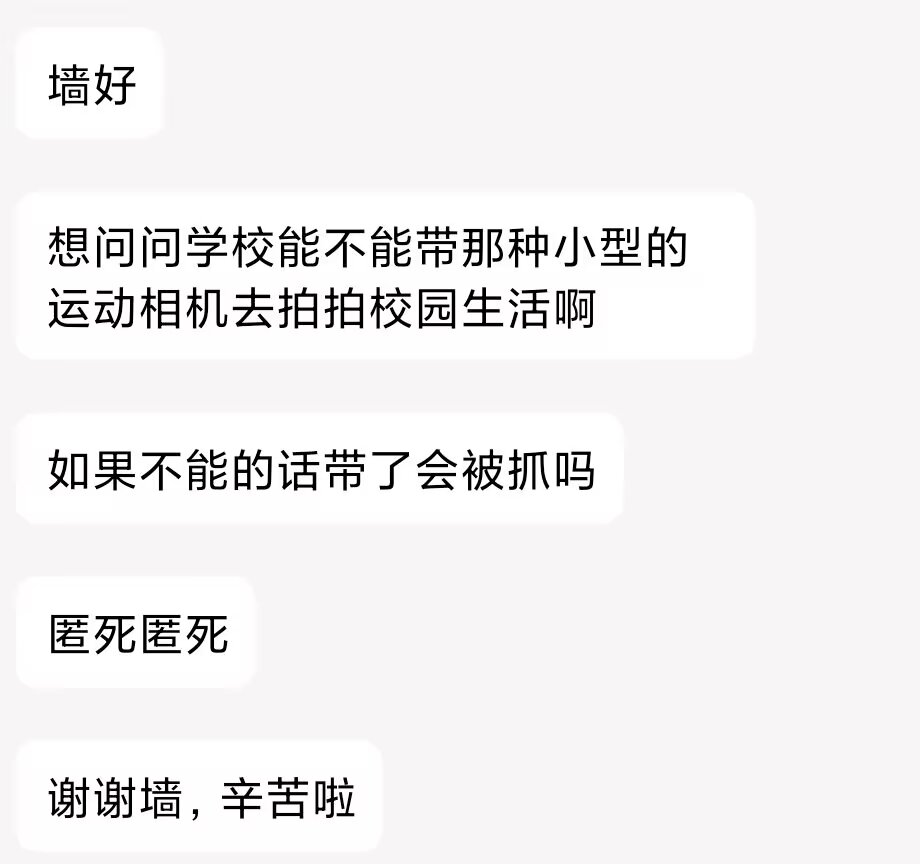 墙好
想问问学校能不能带那种小型的
运动相机去拍拍校园生活啊
如果不能的话带了会被抓吗
匿死匿死
谢谢墙，辛苦啦